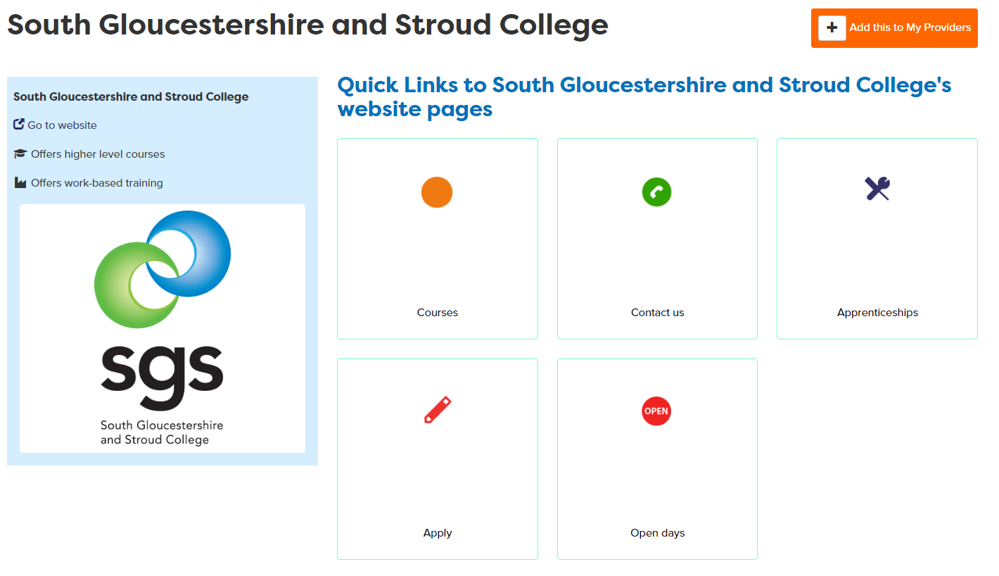 South Gloucestershire and Stroud College
Add this to My Providers
South Gloucestershire and Stroud College
Go to website
Offers higher level courses
Offers work-based training
sgs
South Gloucestershire
and Stroud College
Quick Links to South Gloucestershire and Stroud College's
website pages
Courses
Contact us
Apprenticeships
Apply
OPEN
Open days